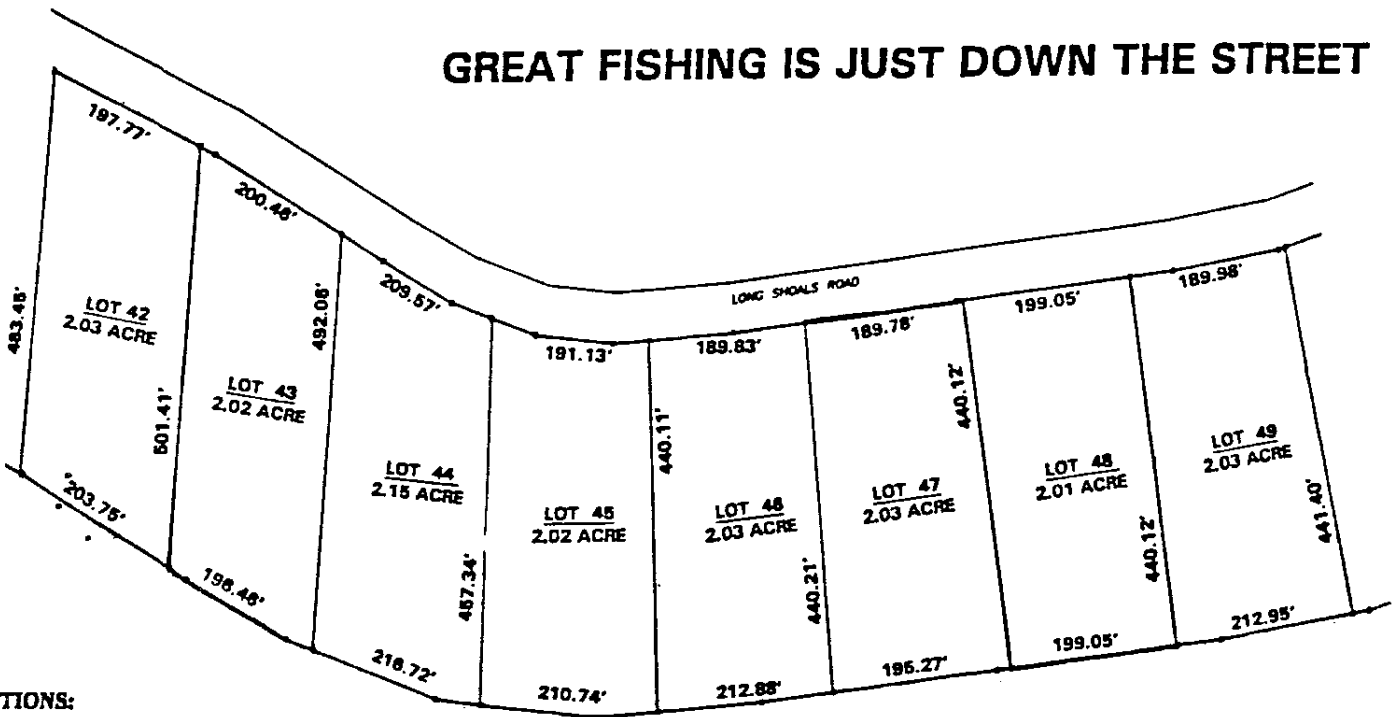 GREAT FISHING IS JUST DOWN THE STREET
197.77'
200.46'
209.57'
191.13'
189.83'
189.78'
199.05'
189.98'
LONG SHOALS ROAD
483.45'
LOT 42
2.03 ACRE
501.41'
LOT 43
2.02 ACRE
492.06'
LOT 44
2.15 ACRE
457.34'
LOT 45
2.02 ACRE
440.11'
LOT 46
2.03 ACRE
440.21'
LOT 47
2.03 ACRE
440.12'
LOT 48
2.01 ACRE
440.12'
LOT 49
2.03 ACRE
441.40'
203.75'
196.46'
216.72'
210.74'
212.88'
195.27'
199.05'
212.95'
TIONS: